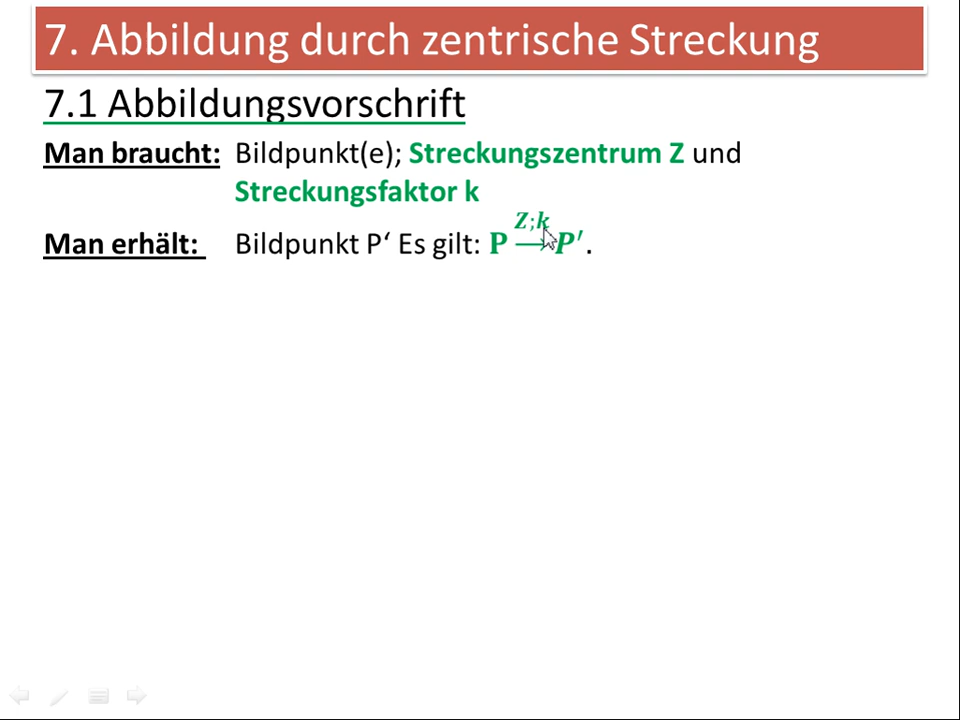 7. Abbildung durch zentrische Streckung
7.1 Abbildungsvorschrift
Man braucht: Bildpunkt(e); Streckungszentrum Z und
Streckungsfaktor k
Z;k
Man erhält: Bildpunkt P‘ Es gilt: P → P′.